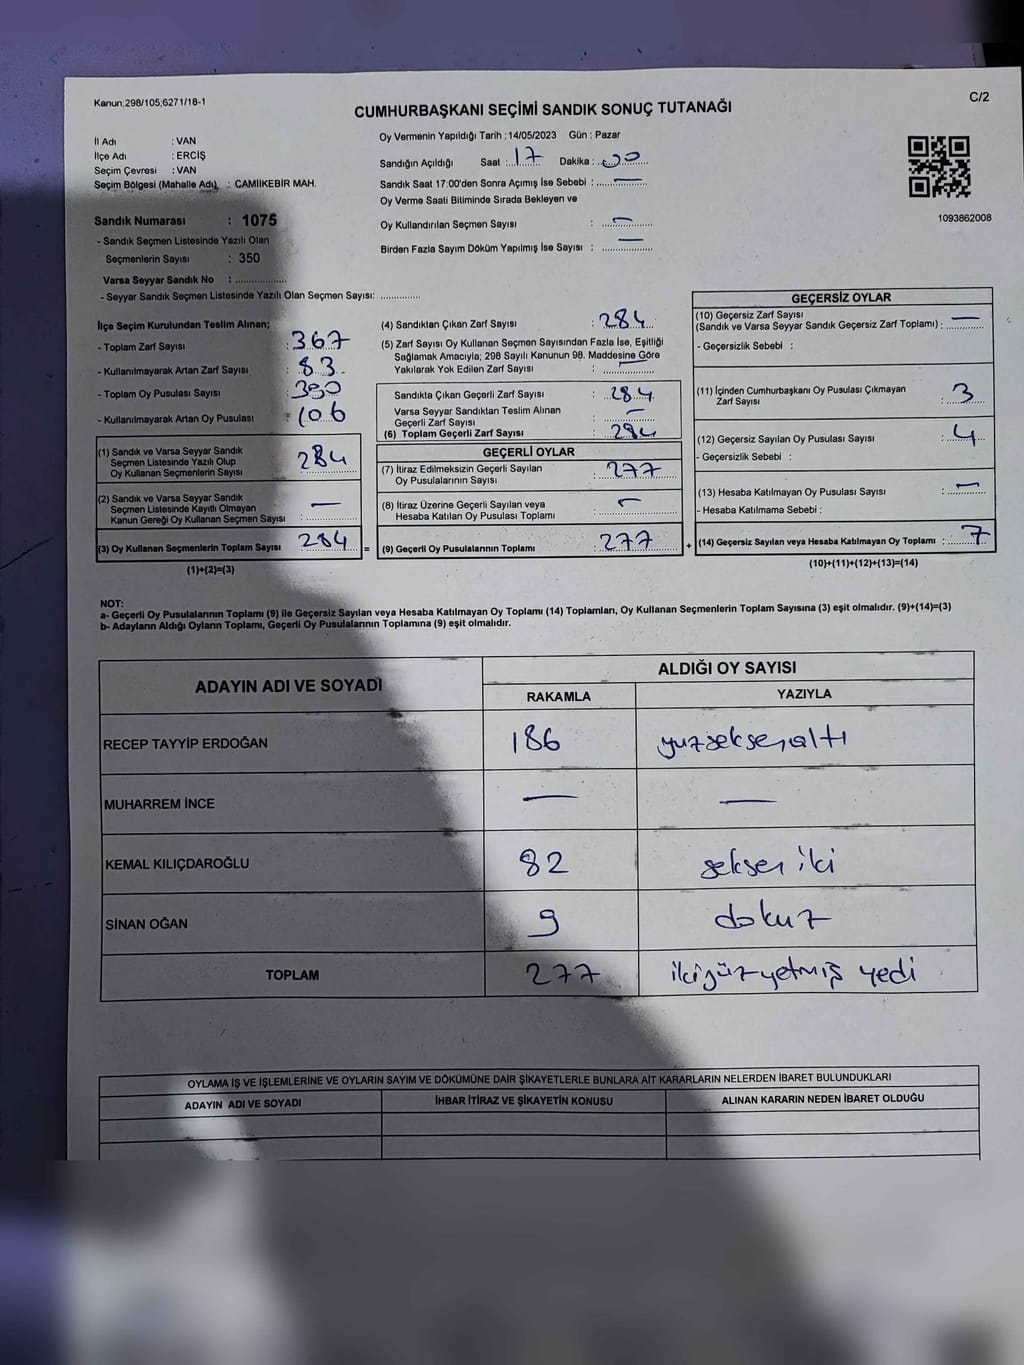 Kanun;298/105,6271/18-1
C/2
CUMHURBAŞKANI SEÇİMİ SANDIK SONUÇ TUTANAĞI
İl Adı : VAN
İlçe Adı : ERCİŞ
Seçim Çevresi : VAN
Seçim Bölgesi (Mahalle Adı) : CAMİİKEBİR MAH.
Oy Vermenin Yapıldığı Tarih : 14/05/2023 Gün : Pazar
Sandığın Açıldığı Saat : 17 Dakika : 00
Sandık Saat 17:00'den Sonra Açımış İse Sebebi : —
Oy Verme Saati Bitiminde Sırada Bekleyen ve
Oy Kullandırılan Seçmen Sayısı : —
Birden Fazla Sayım Döküm Yapılmış İse Sayısı : —
1093862008
Sandık Numarası : 1075
- Sandık Seçmen Listesinde Yazılı Olan
Seçmenlerin Sayısı : 350
Varsa Seyyar Sandık No : ................
- Seyyar Sandık Seçmen Listesinde Yazılı Olan Seçmen Sayısı: .............
İlçe Seçim Kurulundan Teslim Alınan;
- Toplam Zarf Sayısı : 367
- Kullanılmayarak Artan Zarf Sayısı : 83
- Toplam Oy Pusulası Sayısı : 390
- Kullanılmayarak Artan Oy Pusulası : 106
(1) Sandık ve Varsa Seyyar Sandık
Seçmen Listesinde Yazılı Olup
Oy Kullanan Seçmenlerin Sayısı 284
(2) Sandık ve Varsa Seyyar Sandık
Seçmen Listesinde Kayıtlı Olmayan
Kanun Gereği Oy Kullanan Seçmen Sayısı : —
(3) Oy Kullanan Seçmenlerin Toplam Sayısı 284 =
(1)+(2)=(3)
(4) Sandıktan Çıkan Zarf Sayısı : 284
(5) Zarf Sayısı Oy Kullanan Seçmen Sayısından Fazla İse, Eşitliği
Sağlamak Amacıyla; 298 Sayılı Kanunun 98. Maddesine Göre
Yakılarak Yok Edilen Zarf Sayısı : —
Sandıkta Çıkan Geçerli Zarf Sayısı : 284
Varsa Seyyar Sandıktan Teslim Alınan
Geçerli Zarf Sayısı : —
(6) Toplam Geçerli Zarf Sayısı : 284
GEÇERLİ OYLAR
(7) İtiraz Edilmeksizin Geçerli Sayılan
Oy Pusulalarının Sayısı : 277
(8) İtiraz Üzerine Geçerli Sayılan veya
Hesaba Katılan Oy Pusulası Toplamı : —
(9) Geçerli Oy Pusulalarının Toplamı : 277 +
GEÇERSİZ OYLAR
(10) Geçersiz Zarf Sayısı
(Sandık ve Varsa Seyyar Sandık Geçersiz Zarf Toplamı) : —
- Geçersizlik Sebebi :
(11) İçinden Cumhurbaşkanı Oy Pusulası Çıkmayan
Zarf Sayısı : 3
(12) Geçersiz Sayılan Oy Pusulası Sayısı : 4
- Geçersizlik Sebebi :
(13) Hesaba Katılmayan Oy Pusulası Sayısı : —
- Hesaba Katılmama Sebebi :
(14) Geçersiz Sayılan veya Hesaba Katılmayan Oy Toplamı : 7
(10)+(11)+(12)+(13)=(14)
NOT:
a- Geçerli Oy Pusulalarının Toplamı (9) ile Geçersiz Sayılan veya Hesaba Katılmayan Oy Toplamı (14) Toplamları, Oy Kullanan Seçmenlerin Toplam Sayısına (3) eşit olmalıdır. (9)+(14)=(3)
b- Adayların Aldığı Oyların Toplamı, Geçerli Oy Pusulalarının Toplamına (9) eşit olmalıdır.
ADAYIN ADI VE SOYADI
ALDIĞI OY SAYISI
RAKAMLA YAZIYLA
RECEP TAYYİP ERDOĞAN 186 yüzseksenaltı
MUHARREM İNCE — —
KEMAL KILIÇDAROĞLU 82 seksen iki
SİNAN OĞAN 9 dokuz
TOPLAM 277 ikiyüzyetmiş yedi
OYLAMA İŞ VE İŞLEMLERİNE VE OYLARIN SAYIM VE DÖKÜMÜNE DAİR ŞİKAYETLERLE BUNLARA AİT KARARLARIN NELERDEN İBARET BULUNDUKLARI
ADAYIN ADI VE SOYADI İHBAR İTİRAZ VE ŞİKAYETİN KONUSU ALINAN KARARIN NEDEN İBARET OLDUĞU